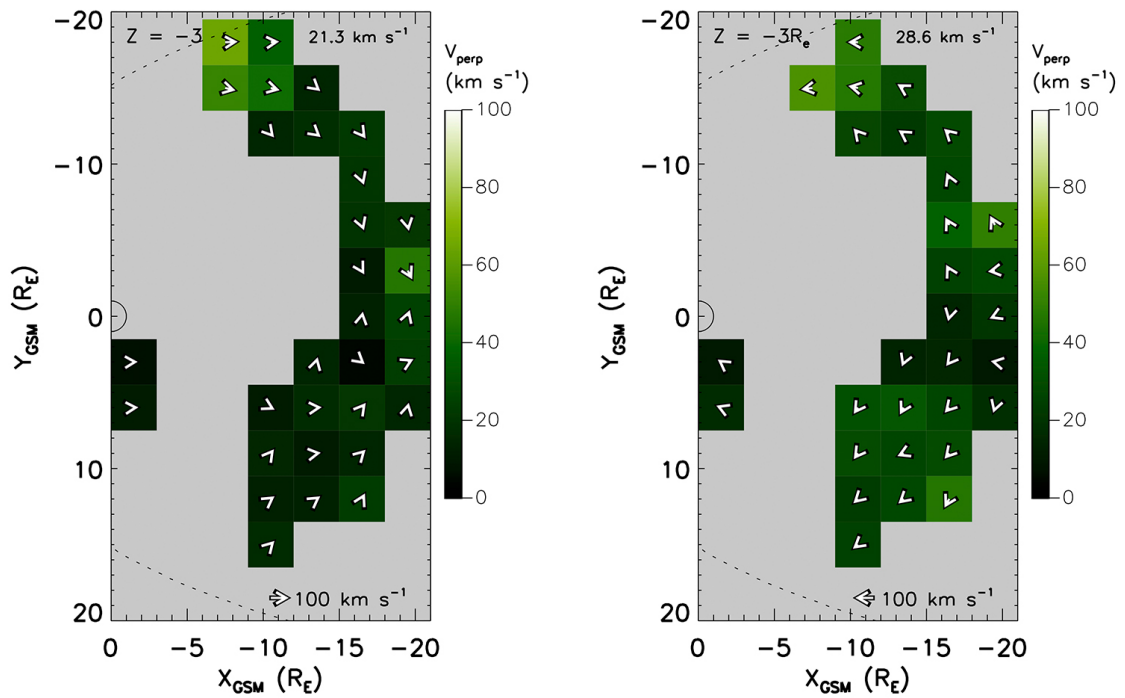 −20
−10
0
10
20
Y_GSM (R_E)
Z = −3
21.3 km s⁻¹
100 km s⁻¹
0 −5 −10 −15 −20
X_GSM (R_E)
V_perp
(km s⁻¹)
100
80
60
40
20
0
−20
−10
0
10
20
Y_GSM (R_E)
Z = −3R_e
28.6 km s⁻¹
100 km s⁻¹
0 −5 −10 −15 −20
X_GSM (R_E)
V_perp
(km s⁻¹)
100
80
60
40
20
0